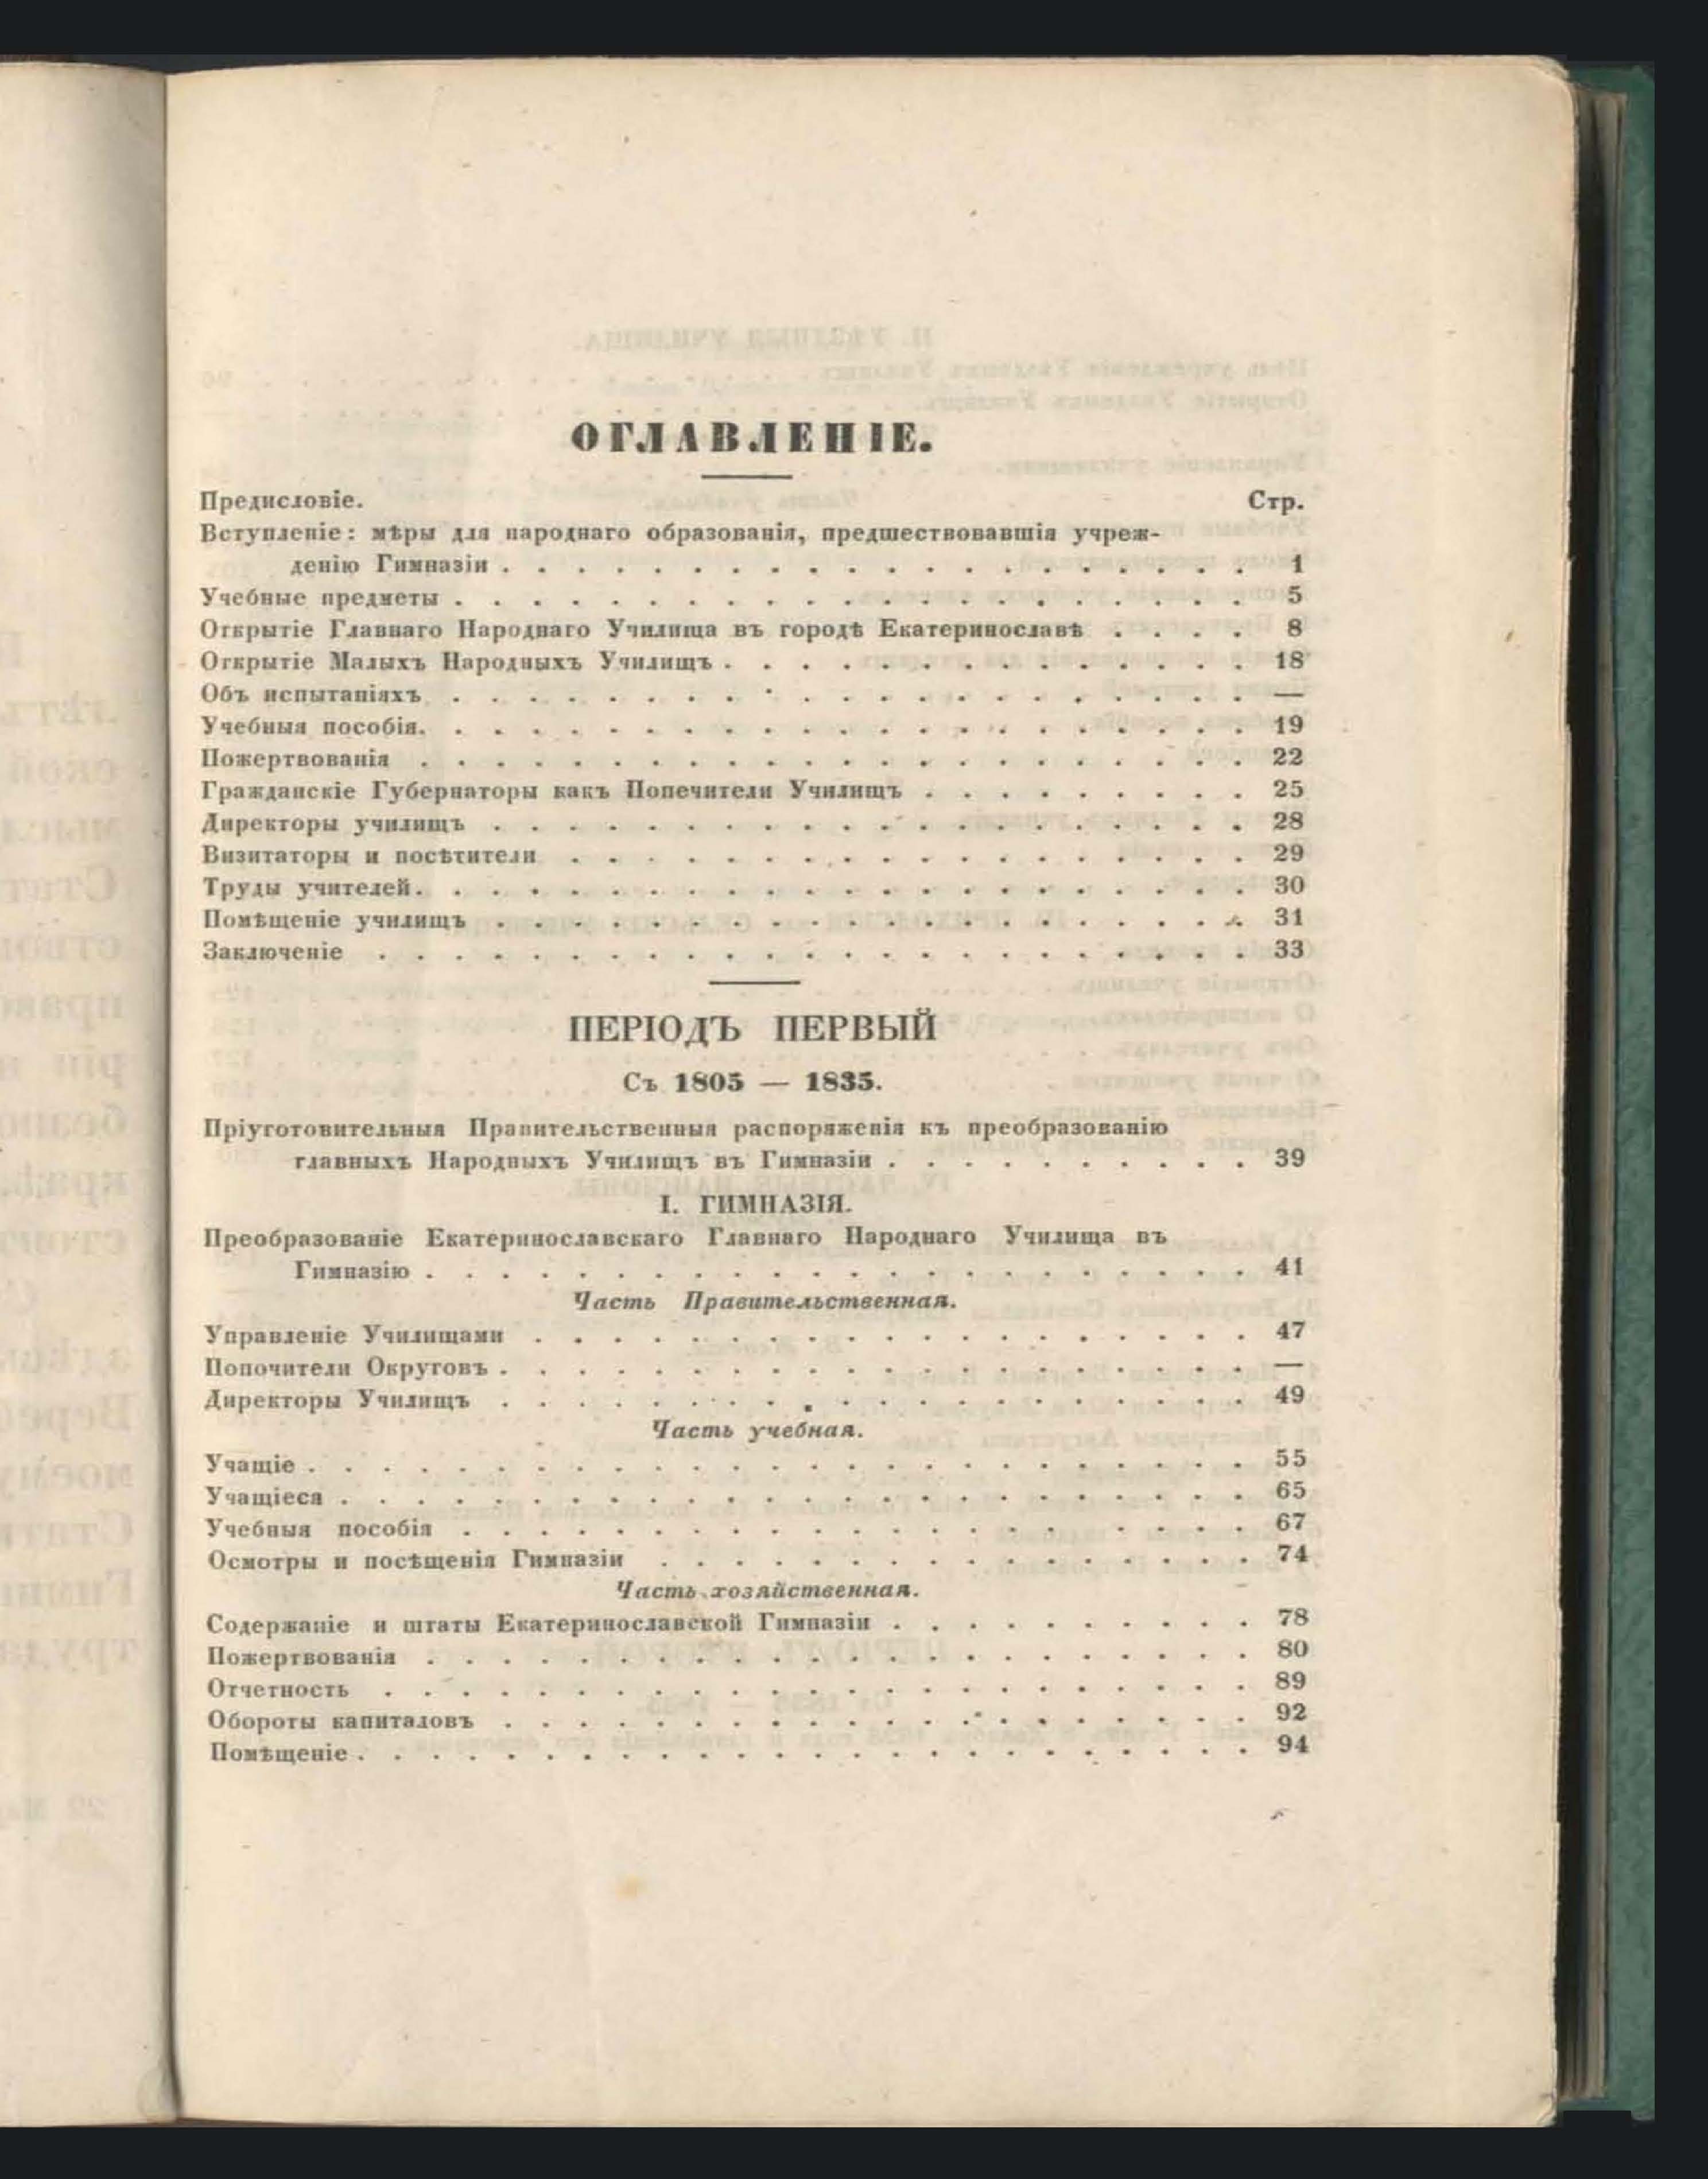 ОГЛАВЛЕНІЕ.
Предисловіе. Стр.
Вступленіе: мѣры для народнаго образованія, предшествовавшія учреж-
денію Гимназіи . . . . . . . . . . . . . . . . . . . 1
Учебные предметы . . . . . . . . . . . . . . . . . . . . 5
Открытіе Главнаго Народнаго Училища въ городѣ Екатеринославѣ . . . . 8
Открытіе Малыхъ Народныхъ Училищъ . . . . . . . . . . . . . . 18
Объ испытаніяхъ . . . . . . . . . . . . . . . . . . . . . —
Учебныя пособія. . . . . . . . . . . . . . . . . . . . . . 19
Пожертвованія . . . . . . . . . . . . . . . . . . . . . . 22
Гражданскіе Губернаторы какъ Попечители Училищъ . . . . . . . . . 25
Директоры училищъ . . . . . . . . . . . . . . . . . . . . 28
Визитаторы и посѣтители . . . . . . . . . . . . . . . . . . 29
Труды учителей. . . . . . . . . . . . . . . . . . . . . . 30
Помѣщеніе училищъ . . . . . . . . . . . . . . . . . . . . 31
Заключеніе . . . . . . . . . . . . . . . . . . . . . . . 33
ПЕРІОДЪ ПЕРВЫЙ
Съ 1805 — 1835.
Пріуготовительныя Правительственныя распоряженія къ преобразованію
главныхъ Народныхъ Училищъ въ Гимназіи . . . . . . . . . . 39
I. ГИМНАЗІЯ.
Преобразованіе Екатеринославскаго Главнаго Народнаго Училища въ
Гимназію . . . . . . . . . . . . . . . . . . . . . . 41
Часть Правительственная.
Управленіе Училищами . . . . . . . . . . . . . . . . . . . 47
Попочители Округовъ . . . . . . . . . . . . . . . . . . . . —
Директоры Училищъ . . . . . . . . . . . . . . . . . . . . 49
Часть учебная.
Учащіе . . . . . . . . . . . . . . . . . . . . . . . . . 55
Учащіеся . . . . . . . . . . . . . . . . . . . . . . . . 65
Учебныя пособія . . . . . . . . . . . . . . . . . . . . . 67
Осмотры и посѣщенія Гимназіи . . . . . . . . . . . . . . . . 74
Часть хозяйственная.
Содержаніе и штаты Екатеринославской Гимназіи . . . . . . . . . . 78
Пожертвованія . . . . . . . . . . . . . . . . . . . . . . 80
Отчетность . . . . . . . . . . . . . . . . . . . . . . . 89
Обороты капиталовъ . . . . . . . . . . . . . . . . . . . . 92
Помѣщеніе . . . . . . . . . . . . . . . . . . . . . . . . 94